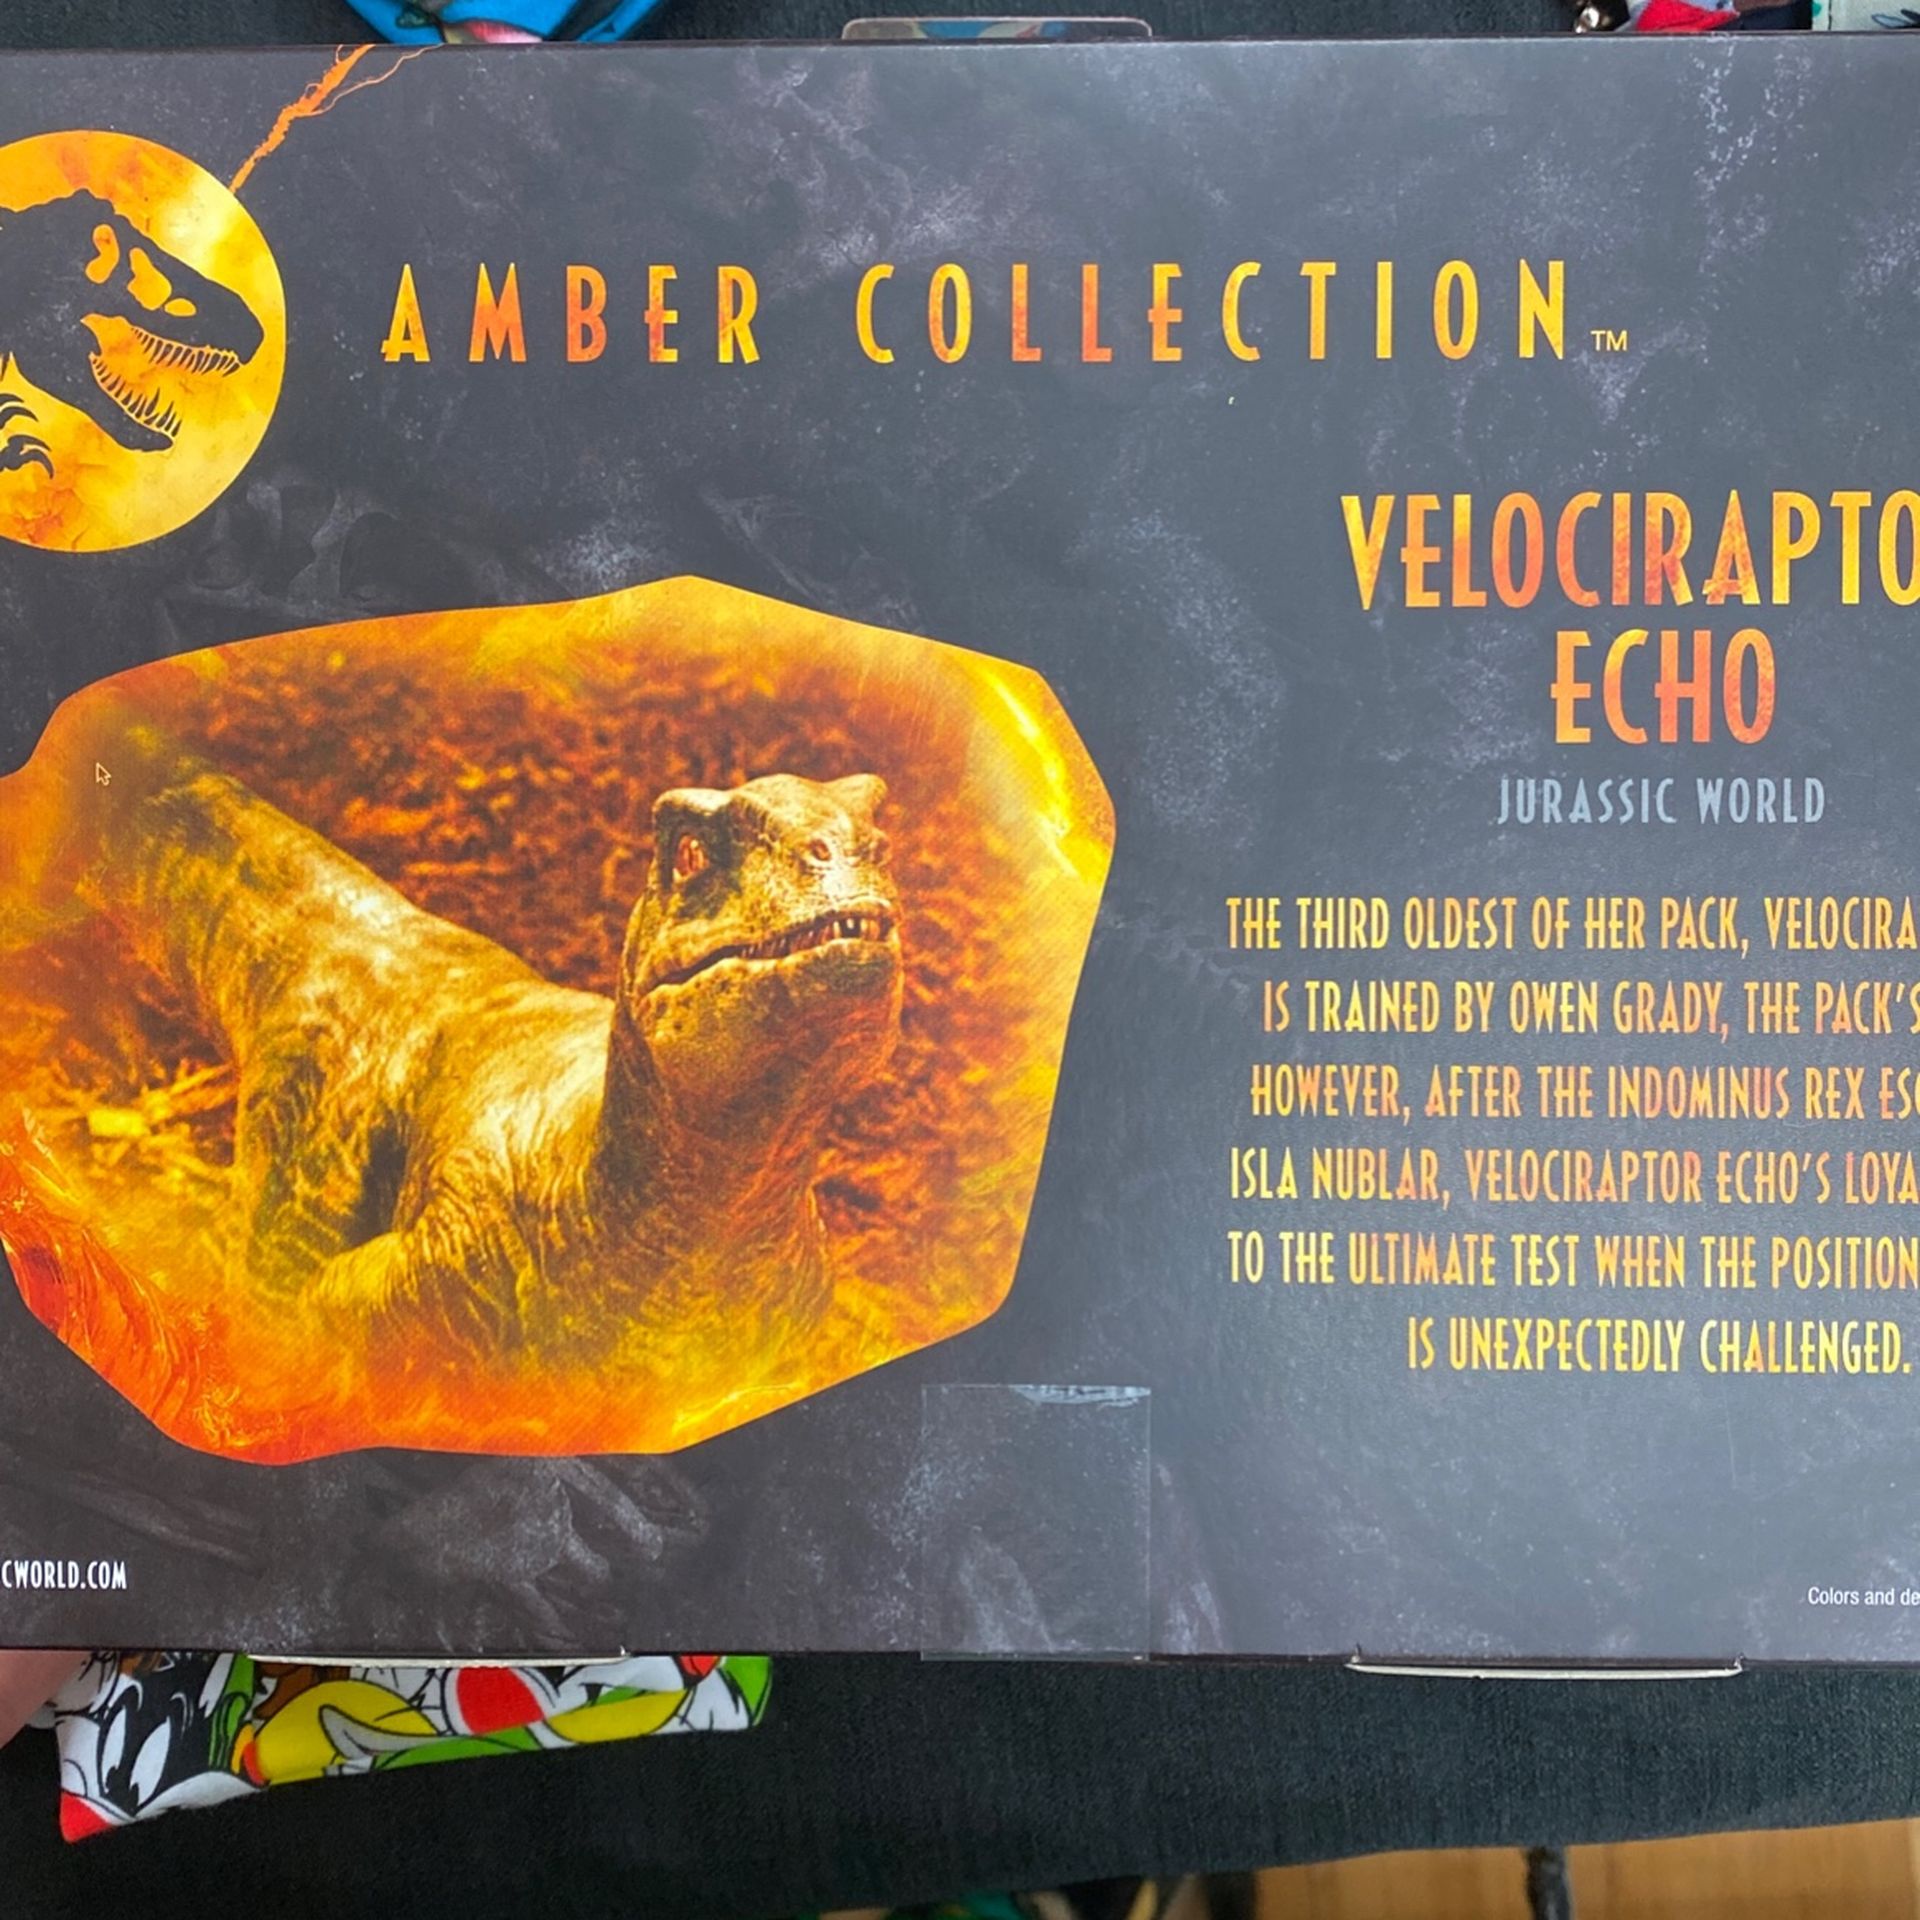 AMBER COLLECTION™
VELOCIRAPTO
ECHO
JURASSIC WORLD
THE THIRD OLDEST OF HER PACK, VELOCIRA
IS TRAINED BY OWEN GRADY, THE PACK'S
HOWEVER, AFTER THE INDOMINUS REX ESC
ISLA NUBLAR, VELOCIRAPTOR ECHO'S LOYA
TO THE ULTIMATE TEST WHEN THE POSITION
IS UNEXPECTEDLY CHALLENGED.
CWORLD.COM
Colors and de